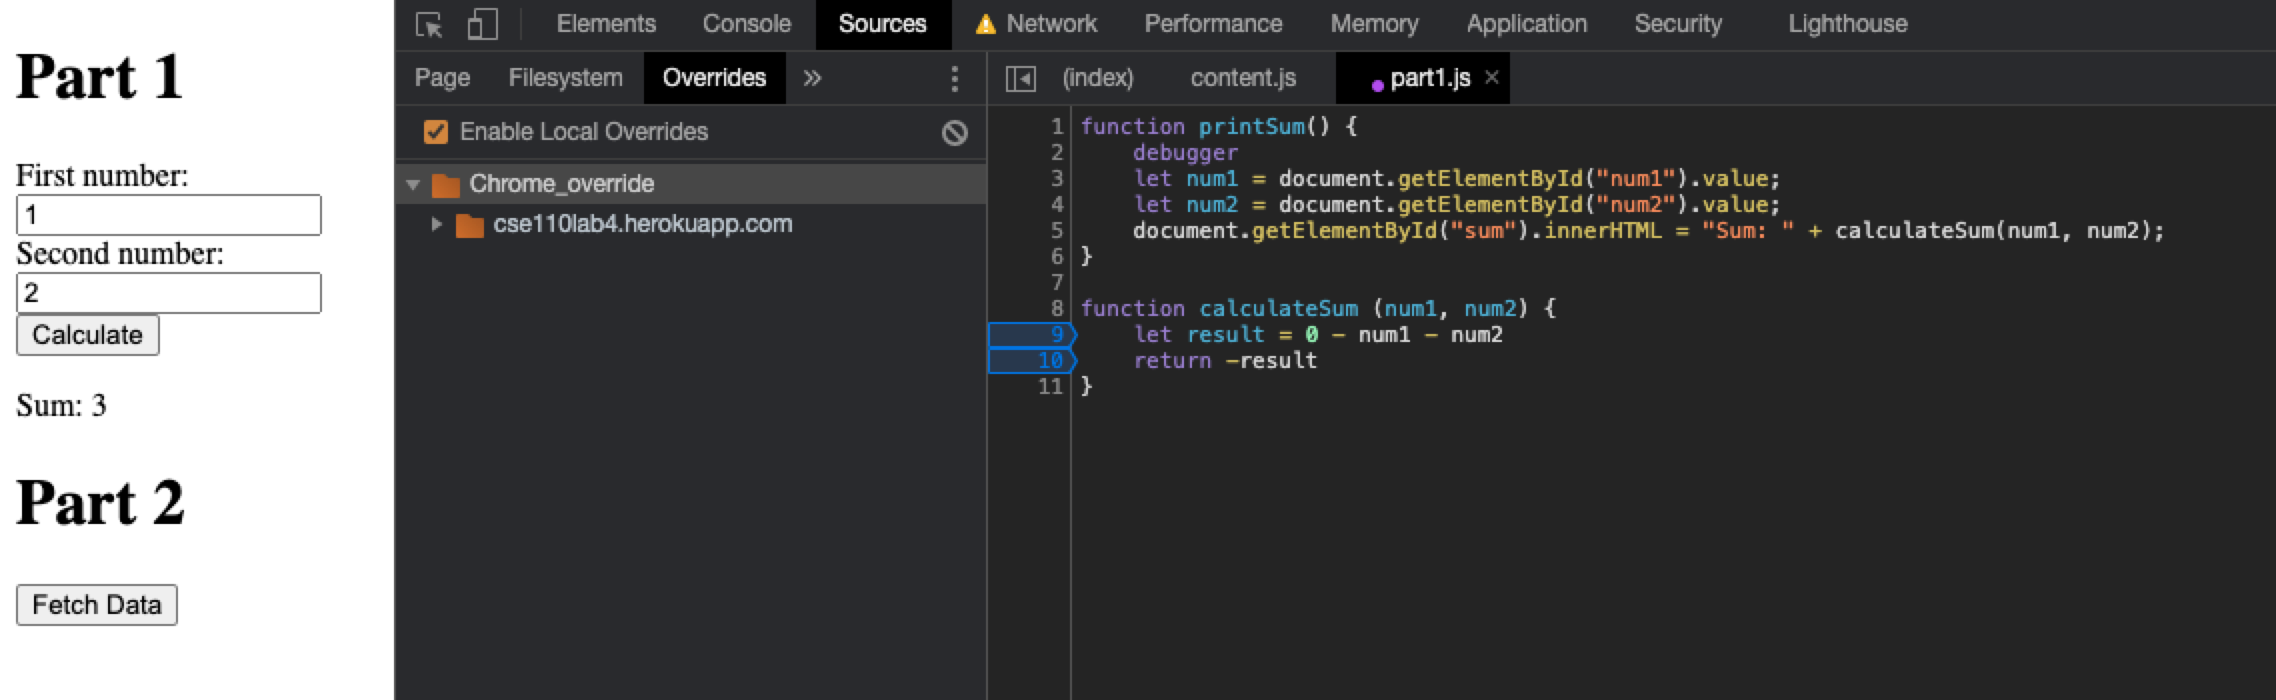 Part 1
First number:
1
Second number:
2
Calculate
Sum: 3
Part 2
Fetch Data
Elements Console Sources Network Performance Memory Application Security Lighthouse
Page Filesystem Overrides »
Enable Local Overrides
Chrome_override
cse110lab4.herokuapp.com
(index) content.js part1.js ×
1 function printSum() {
2 debugger
3 let num1 = document.getElementById("num1").value;
4 let num2 = document.getElementById("num2").value;
5 document.getElementById("sum").innerHTML = "Sum: " + calculateSum(num1, num2);
6 }
7
8 function calculateSum (num1, num2) {
9 let result = 0 - num1 - num2
10 return -result
11 }